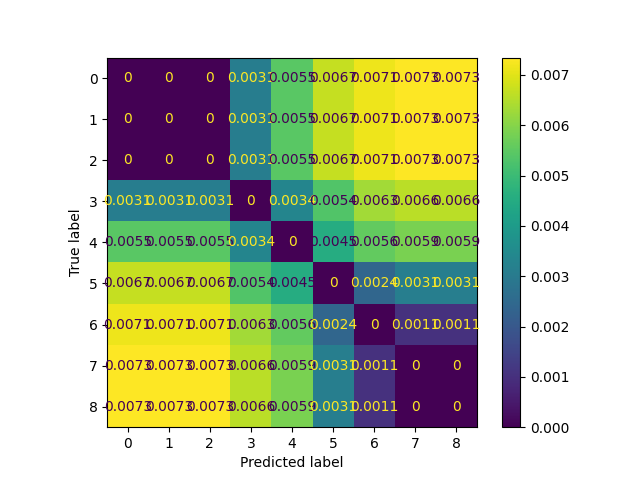 0 0 0 0 0.0031 0.0055 0.0067 0.0071 0.0073 0.0073
1 0 0 0 0.0031 0.0055 0.0067 0.0071 0.0073 0.0073
2 0 0 0 0.0031 0.0055 0.0067 0.0071 0.0073 0.0073
3 0.0031 0.0031 0.0031 0 0.0034 0.0054 0.0063 0.0066 0.0066
4 0.0055 0.0055 0.0055 0.0034 0 0.0045 0.0056 0.0059 0.0059
5 0.0067 0.0067 0.0067 0.0054 0.0045 0 0.0024 0.0031 0.0031
6 0.0071 0.0071 0.0071 0.0063 0.0056 0.0024 0 0.0011 0.0011
7 0.0073 0.0073 0.0073 0.0066 0.0059 0.0031 0.0011 0 0
8 0.0073 0.0073 0.0073 0.0066 0.0059 0.0031 0.0011 0 0
0 1 2 3 4 5 6 7 8
Predicted label
True label
0.007
0.006
0.005
0.004
0.003
0.002
0.001
0.000